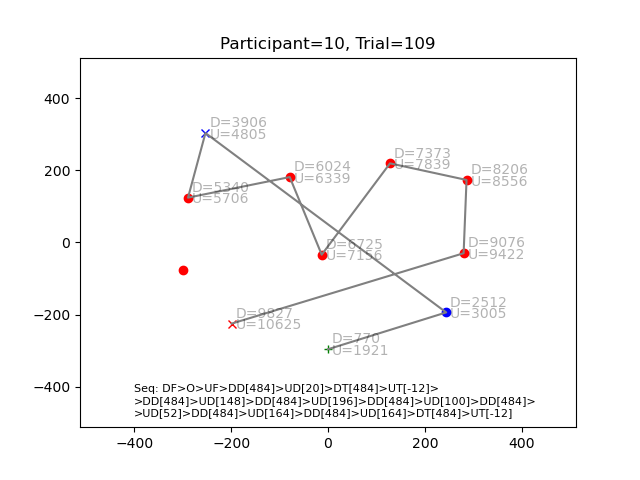 Participant=10, Trial=109
400
200
0
−200
−400
−400
−200
0
200
400
D=3906
U=4805
D=5340
U=5706
D=6024
U=6339
D=7373
U=7839
D=8206
U=8556
D=6725
U=7156
D=9076
U=9422
D=2512
U=3005
D=9827
U=10625
D=770
U=1921
Seq: DF>O>UF>DD[484]>UD[20]>DT[484]>UT[-12]>
>DD[484]>UD[148]>DD[484]>UD[196]>DD[484]>UD[100]>DD[484]>
>UD[52]>DD[484]>UD[164]>DD[484]>UD[164]>DT[484]>UT[-12]